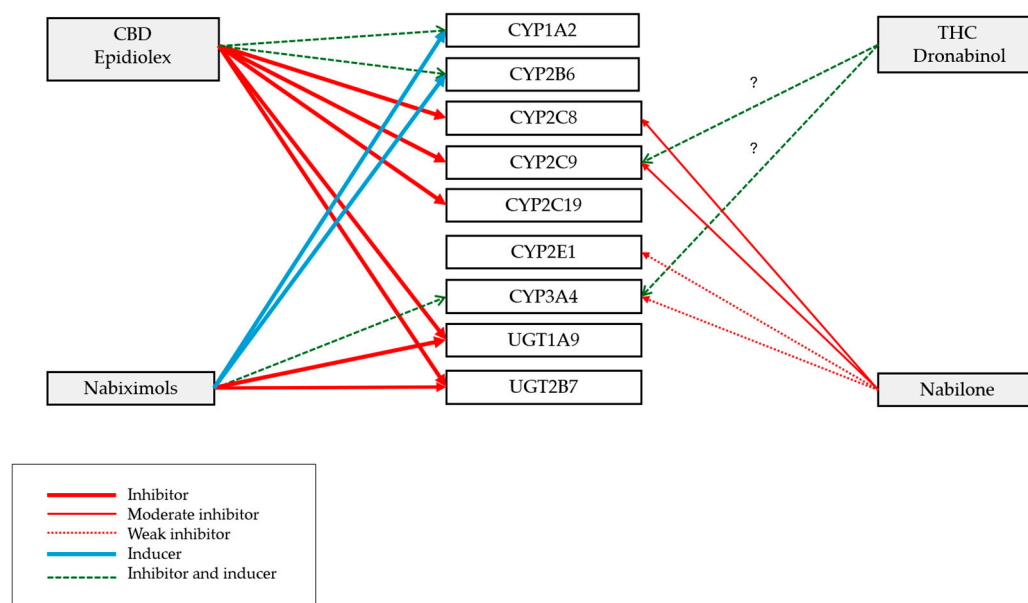 CBD
Epidiolex
CYP1A2
THC
Dronabinol
CYP2B6
?
CYP2C8
?
CYP2C9
CYP2C19
CYP2E1
CYP3A4
UGT1A9
Nabiximols
UGT2B7
Nabilone
Inhibitor
Moderate inhibitor
Weak inhibitor
Inducer
Inhibitor and inducer